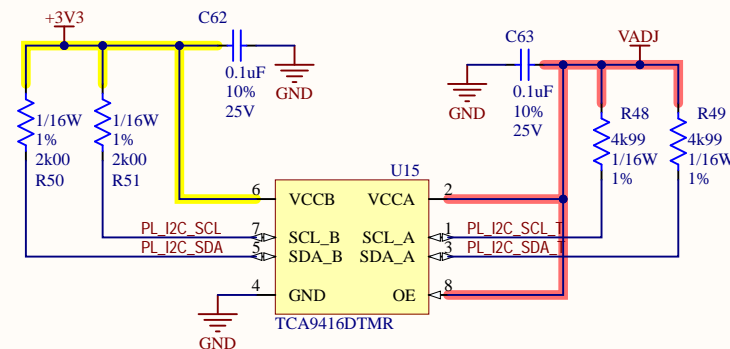 +3V3
C62
0.1uF
10%
25V
GND
1/16W
1%
2k00
R50
1/16W
1%
2k00
R51
C63
0.1uF
10%
25V
GND
VADJ
R48
4k99
1/16W
1%
R49
4k99
1/16W
1%
U15
6 VCCB VCCA 2
PL_I2C_SCL 7 SCL_B SCL_A 1 PL_I2C_SCL_T
PL_I2C_SDA 5 SDA_B SDA_A 3 PL_I2C_SDA_T
4 GND OE 8
TCA9416DTMR
GND